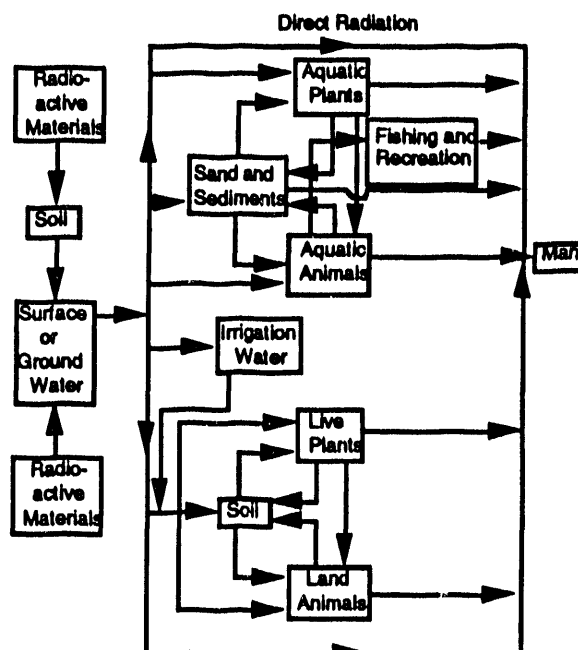 Direct Radiation
Radio-
active
Materials
Soil
Surface
or
Ground
Water
Radio-
active
Materials
Aquatic
Plants
Fishing and
Recreation
Sand and
Sediments
Aquatic
Animals
Man
Irrigation
Water
Live
Plants
Soil
Land
Animals